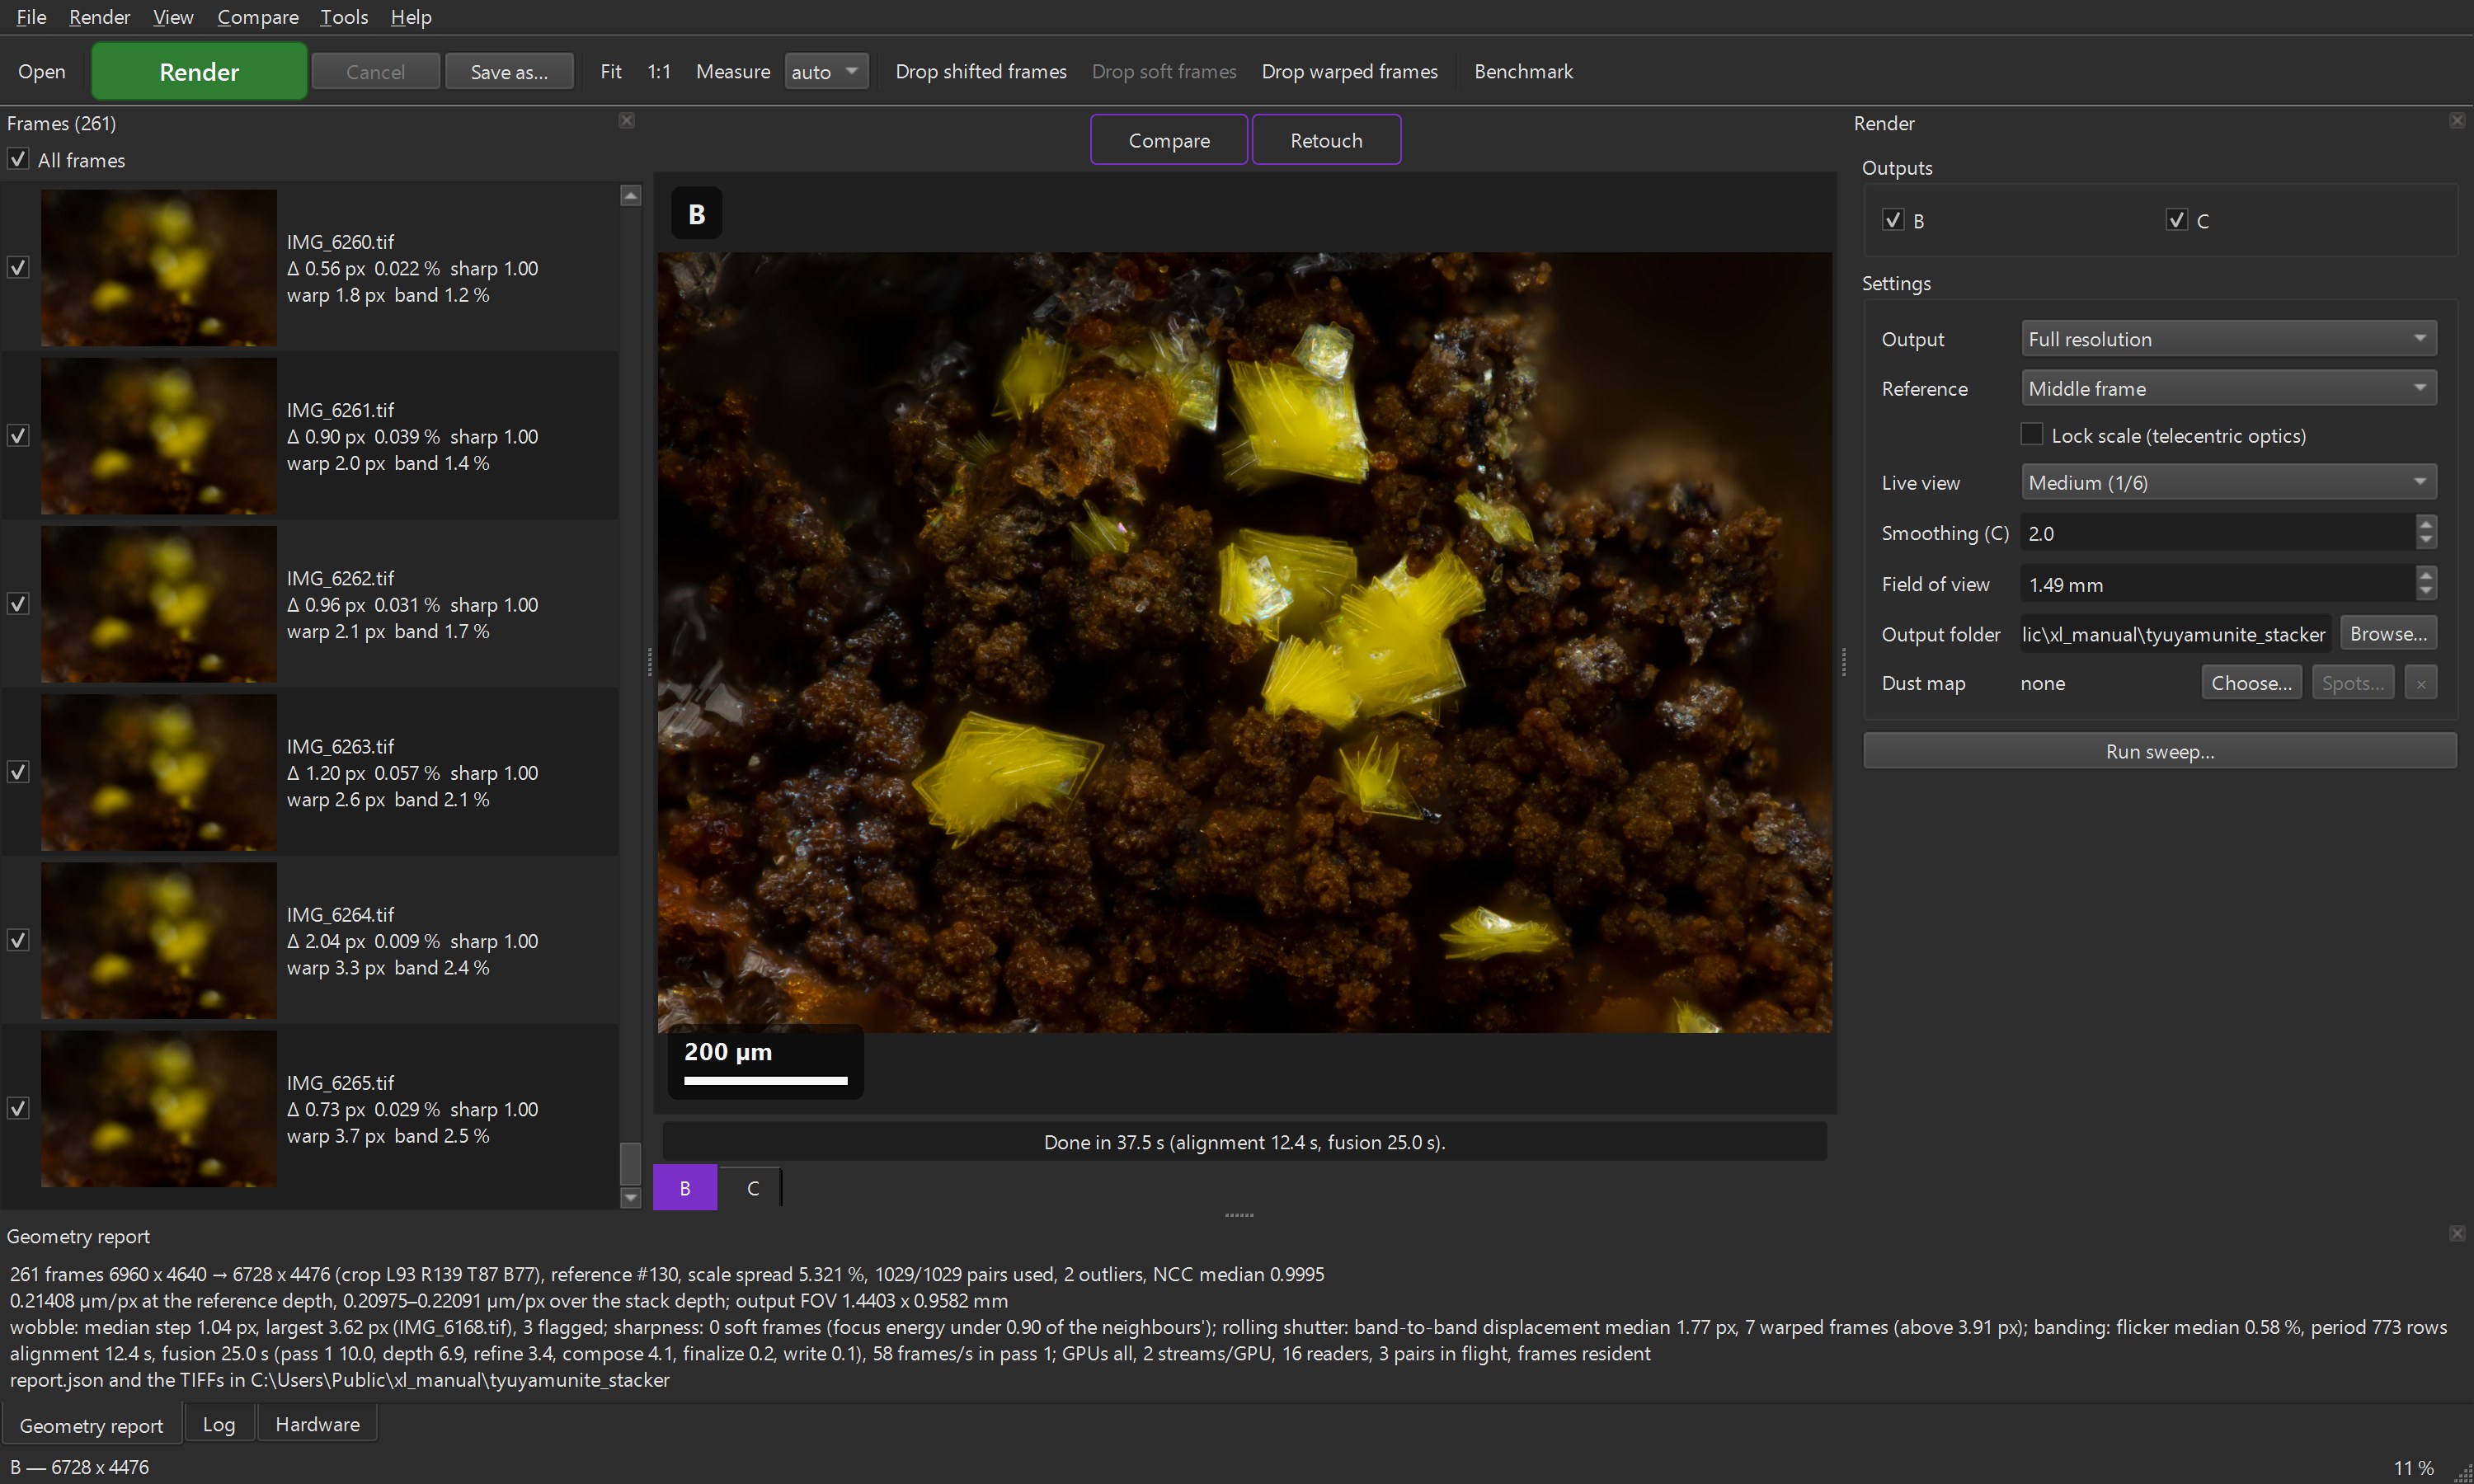 File Render View Compare Tools Help
Open Render Cancel Save as... Fit 1:1 Measure auto Drop shifted frames Drop soft frames Drop warped frames Benchmark
Frames (261)
All frames
IMG_6260.tif
Δ 0.56 px 0.022 % sharp 1.00
warp 1.8 px band 1.2 %
IMG_6261.tif
Δ 0.90 px 0.039 % sharp 1.00
warp 2.0 px band 1.4 %
IMG_6262.tif
Δ 0.96 px 0.031 % sharp 1.00
warp 2.1 px band 1.7 %
IMG_6263.tif
Δ 1.20 px 0.057 % sharp 1.00
warp 2.6 px band 2.1 %
IMG_6264.tif
Δ 2.04 px 0.009 % sharp 1.00
warp 3.3 px band 2.4 %
IMG_6265.tif
Δ 0.73 px 0.029 % sharp 1.00
warp 3.7 px band 2.5 %
Compare Retouch
B
200 µm
Done in 37.5 s (alignment 12.4 s, fusion 25.0 s).
B C
Render
Outputs
B C
Settings
Output Full resolution
Reference Middle frame
Lock scale (telecentric optics)
Live view Medium (1/6)
Smoothing (C) 2.0
Field of view 1.49 mm
Output folder lic\xl_manual\tyuyamunite_stacker Browse...
Dust map none Choose... Spots... ×
Run sweep...
Geometry report
261 frames 6960 x 4640 → 6728 x 4476 (crop L93 R139 T87 B77), reference #130, scale spread 5.321 %, 1029/1029 pairs used, 2 outliers, NCC median 0.9995
0.21408 µm/px at the reference depth, 0.20975–0.22091 µm/px over the stack depth; output FOV 1.4403 x 0.9582 mm
wobble: median step 1.04 px, largest 3.62 px (IMG_6168.tif), 3 flagged; sharpness: 0 soft frames (focus energy under 0.90 of the neighbours'); rolling shutter: band-to-band displacement median 1.77 px, 7 warped frames (above 3.91 px); banding: flicker median 0.58 %, period 773 rows
alignment 12.4 s, fusion 25.0 s (pass 1 10.0, depth 6.9, refine 3.4, compose 4.1, finalize 0.2, write 0.1), 58 frames/s in pass 1; GPUs all, 2 streams/GPU, 16 readers, 3 pairs in flight, frames resident
report.json and the TIFFs in C:\Users\Public\xl_manual\tyuyamunite_stacker
Geometry report Log Hardware
B — 6728 x 4476 11 %